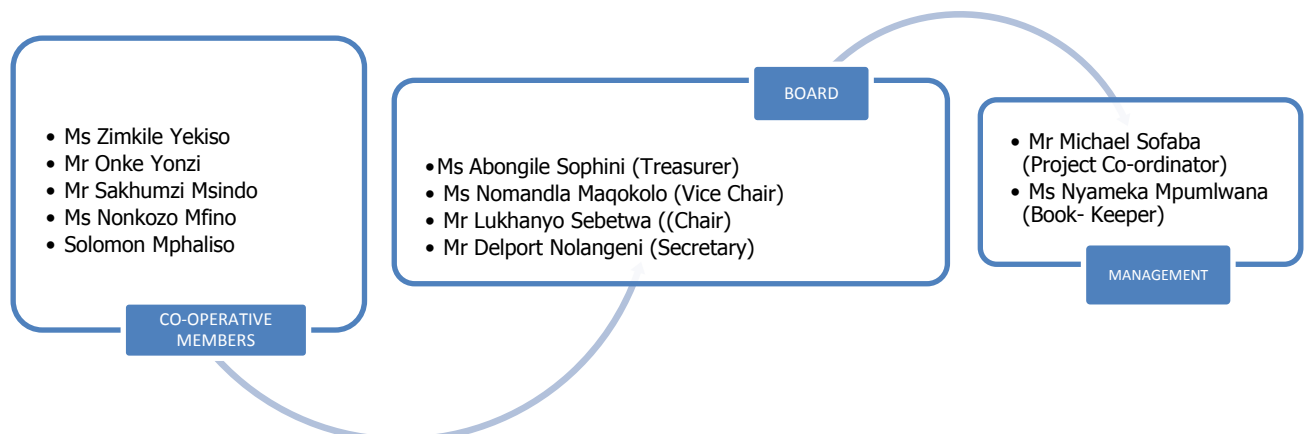 • Ms Zimkile Yekiso
• Mr Onke Yonzi
• Mr Sakhumzi Msindo
• Ms Nonkozo Mfino
• Solomon Mphaliso
CO-OPERATIVE
MEMBERS
BOARD
•Ms Abongile Sophini (Treasurer)
• Ms Nomandla Maqokolo (Vice Chair)
• Mr Lukhanyo Sebetwa ((Chair)
• Mr Delport Nolangeni (Secretary)
• Mr Michael Sofaba
(Project Co-ordinator)
• Ms Nyameka Mpumlwana
(Book- Keeper)
MANAGEMENT